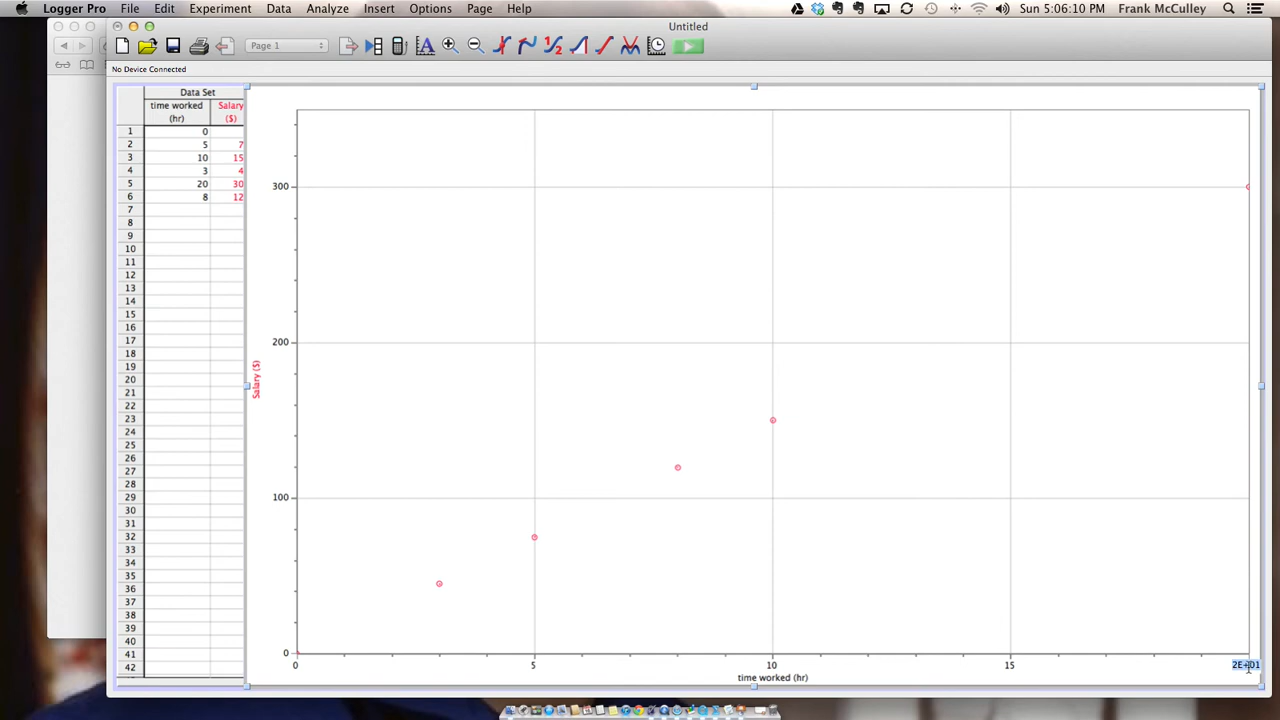 Logger Pro File Edit Experiment Data Analyze Insert Options Page Help Sun 5:06:10 PM Frank McCulley
Untitled
Page 1
No Device Connected
Data Set
time worked (hr) Salary ($)
1 0
2 5 7
3 10 15
4 3 4
5 20 30
6 8 12
7
8
9
10
11
12
13
14
15
16
17
18
19
20
21
22
23
24
25
26
27
28
29
30
31
32
33
34
35
36
37
38
39
40
41
42
300
200
Salary ($)
100
0
0 5 10 15 2E+01
time worked (hr)